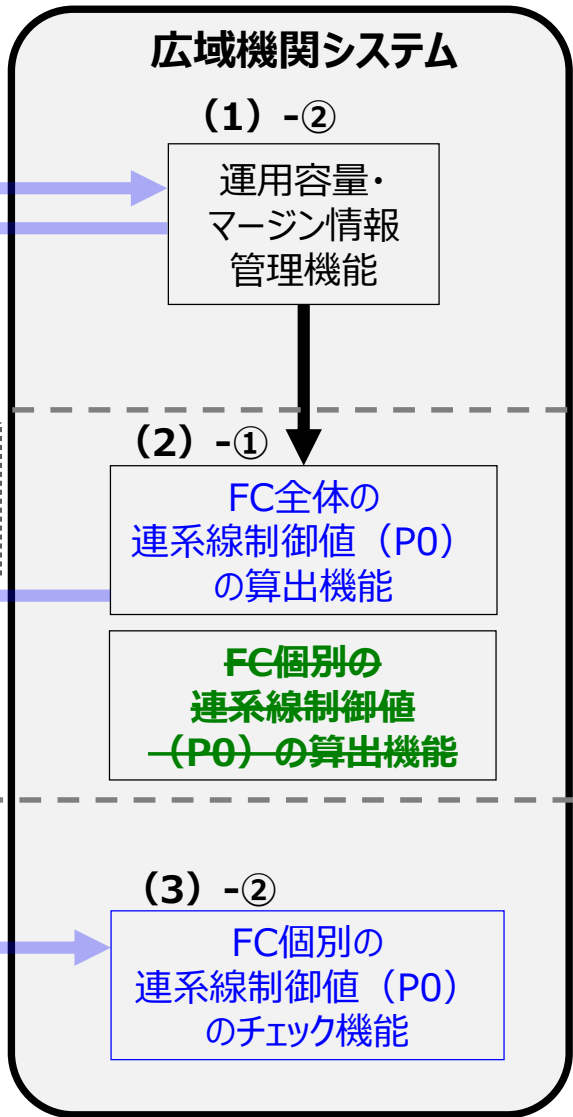 広域機関システム
（1）-②
運用容量・
マージン情報
管理機能
（2）-①
FC全体の
連系線制御値（P0）
の算出機能
FC個別の
連系線制御値
（P0）の算出機能
（3）-②
FC個別の
連系線制御値（P0）
のチェック機能